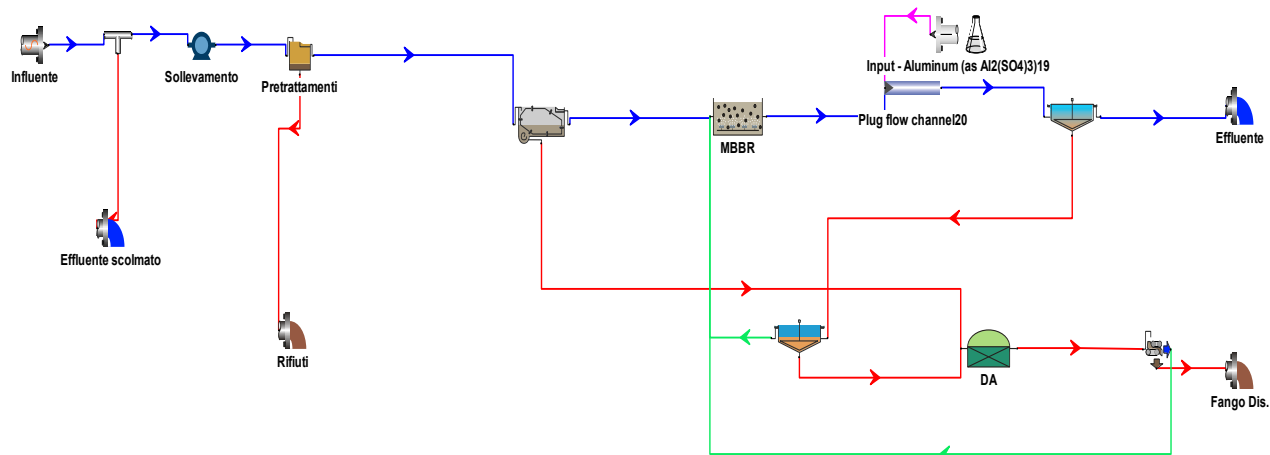 Influente
Sollevamento
Pretrattamenti
Input - Aluminum (as Al2(SO4)3)19
Plug flow channel20
MBBR
Effluente
Effluente scolmato
Rifiuti
DA
Fango Dis.